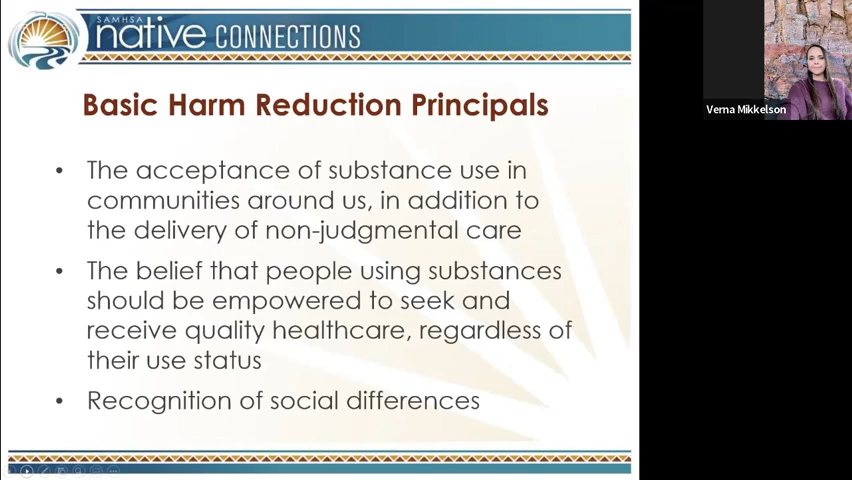 SAMHSA
native CONNECTIONS
Verna Mikkelson
Basic Harm Reduction Principals
• The acceptance of substance use in
communities around us, in addition to
the delivery of non-judgmental care
• The belief that people using substances
should be empowered to seek and
receive quality healthcare, regardless of
their use status
• Recognition of social differences